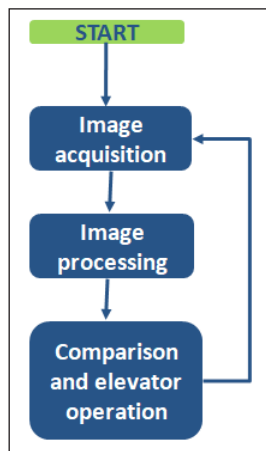 START
Image
acquisition
Image
processing
Comparison
and elevator
operation